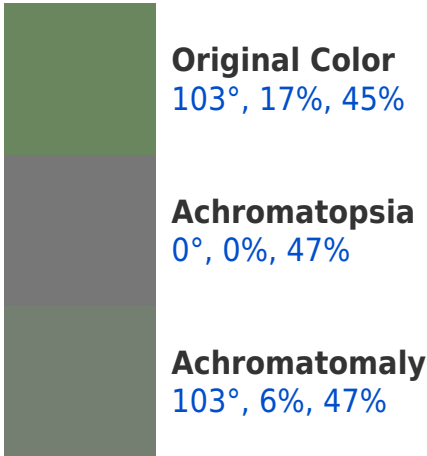 Original Color
103°, 17%, 45%
Achromatopsia
0°, 0%, 47%
Achromatomaly
103°, 6%, 47%